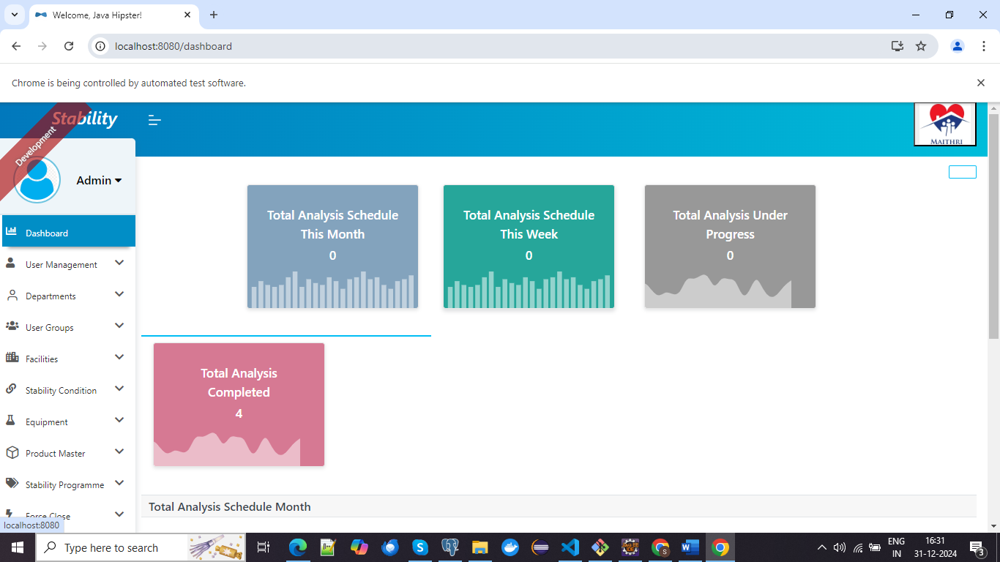 Welcome, Java Hipster!
localhost:8080/dashboard
Chrome is being controlled by automated test software.
Stability
Development
MAITHRI
Admin
Dashboard
User Management
Departments
User Groups
Facilities
Stability Condition
Equipment
Product Master
Stability Programme
Force Close
Total Analysis Schedule
This Month
0
Total Analysis Schedule
This Week
0
Total Analysis Under
Progress
0
Total Analysis
Completed
4
Total Analysis Schedule Month
localhost:8080
Type here to search
ENG
IN
16:31
31-12-2024
3